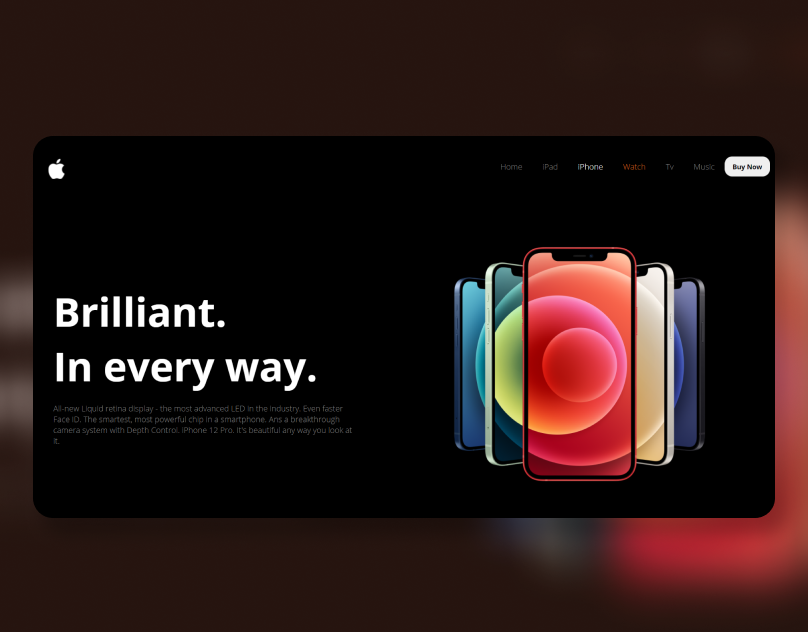 Home iPad iPhone Watch Tv Music Buy Now
Brilliant.
In every way.
All-new Liquid retina display - the most advanced LED in the industry. Even faster
Face ID. The smartest, most powerful chip in a smartphone. Ans a breakthrough
camera system with Depth Control. iPhone 12 Pro. It's beautiful any way you look at
it.